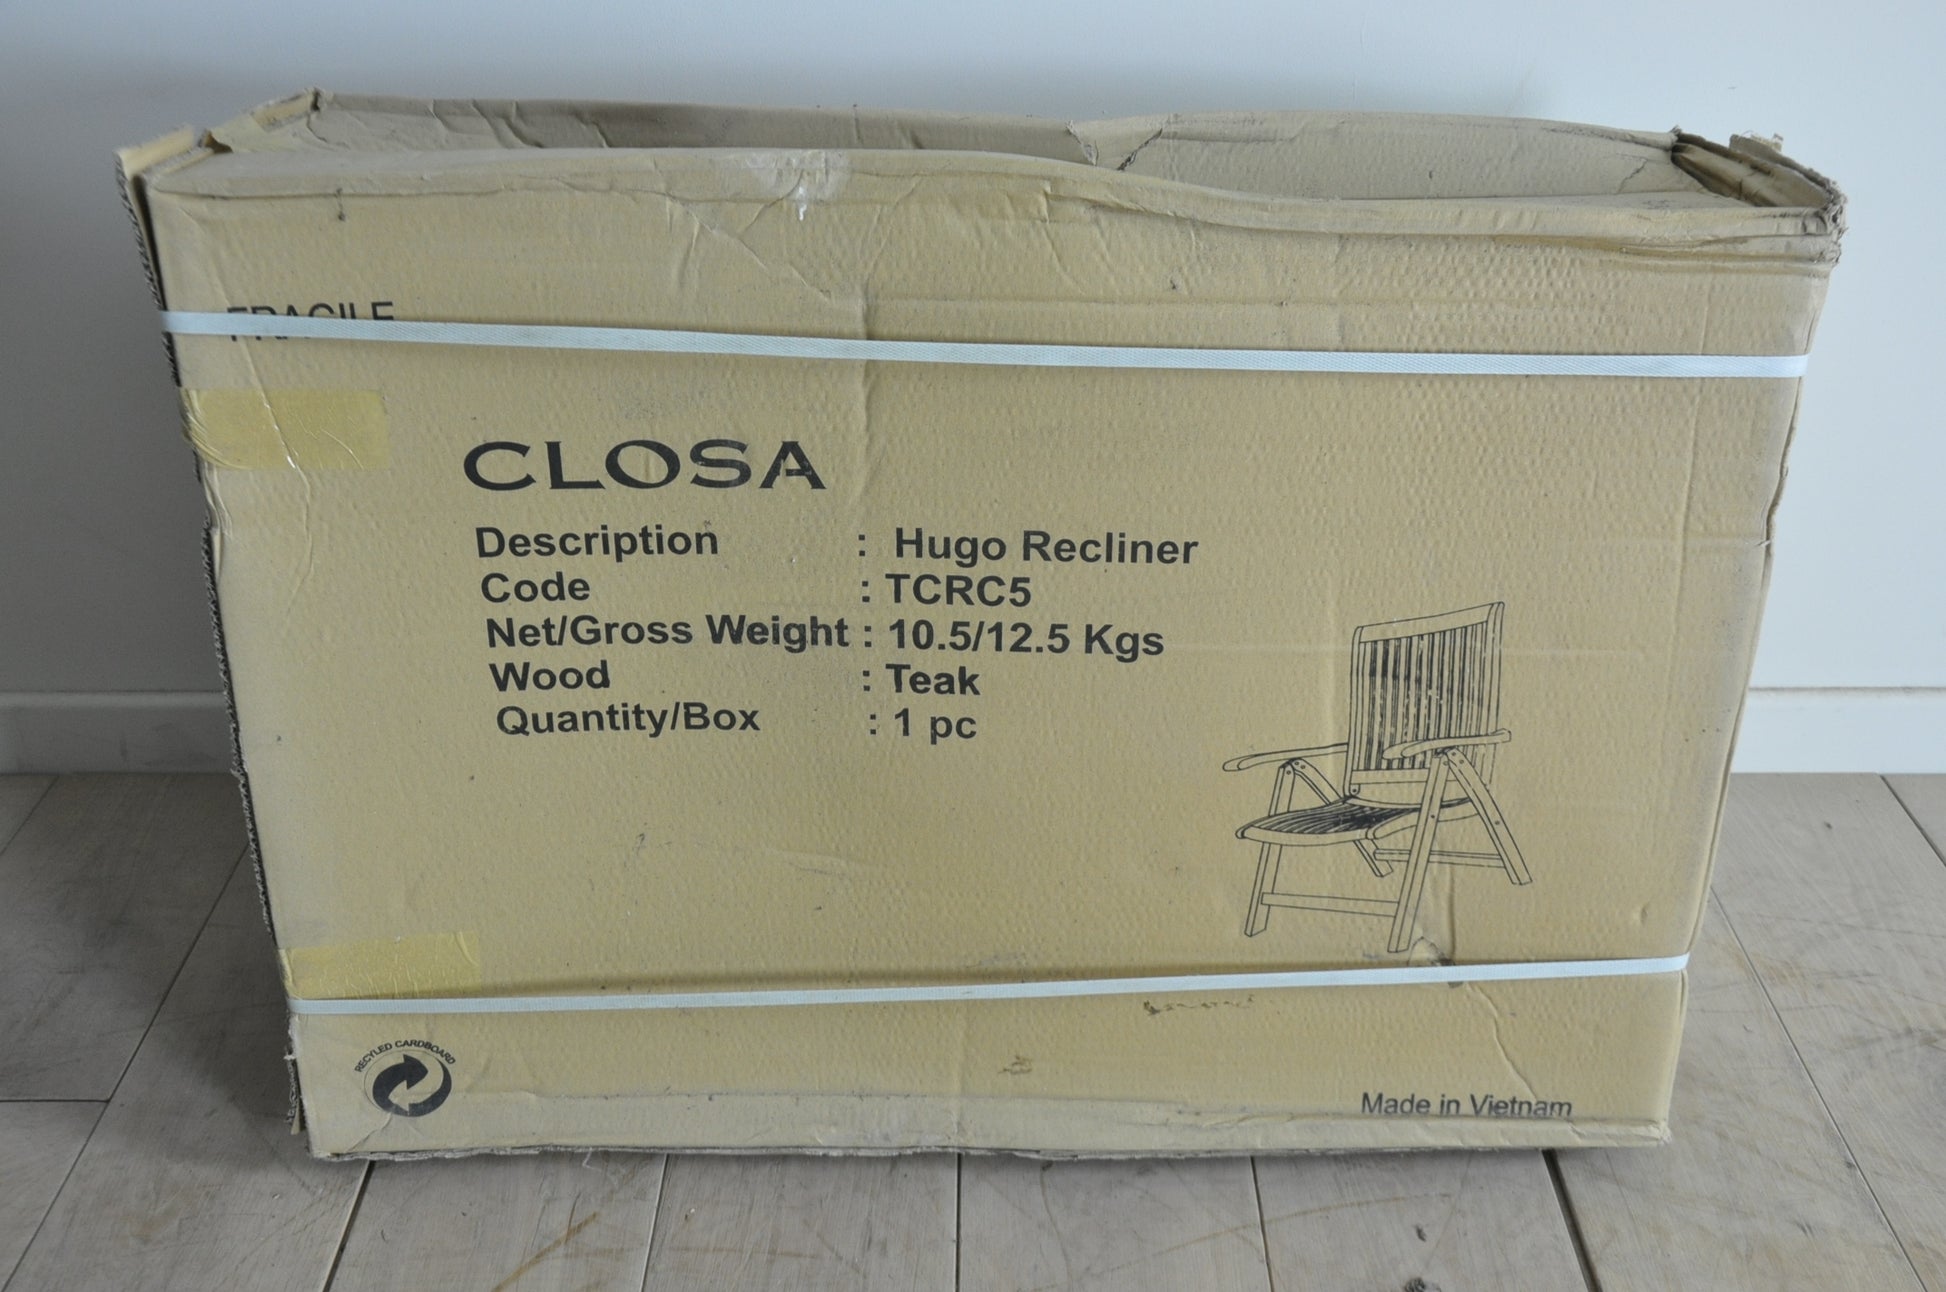 FRAGILE
CLOSA
Description : Hugo Recliner
Code : TCRC5
Net/Gross Weight : 10.5/12.5 Kgs
Wood : Teak
Quantity/Box : 1 pc
RECYLED CARDBOARD
Made in Vietnam